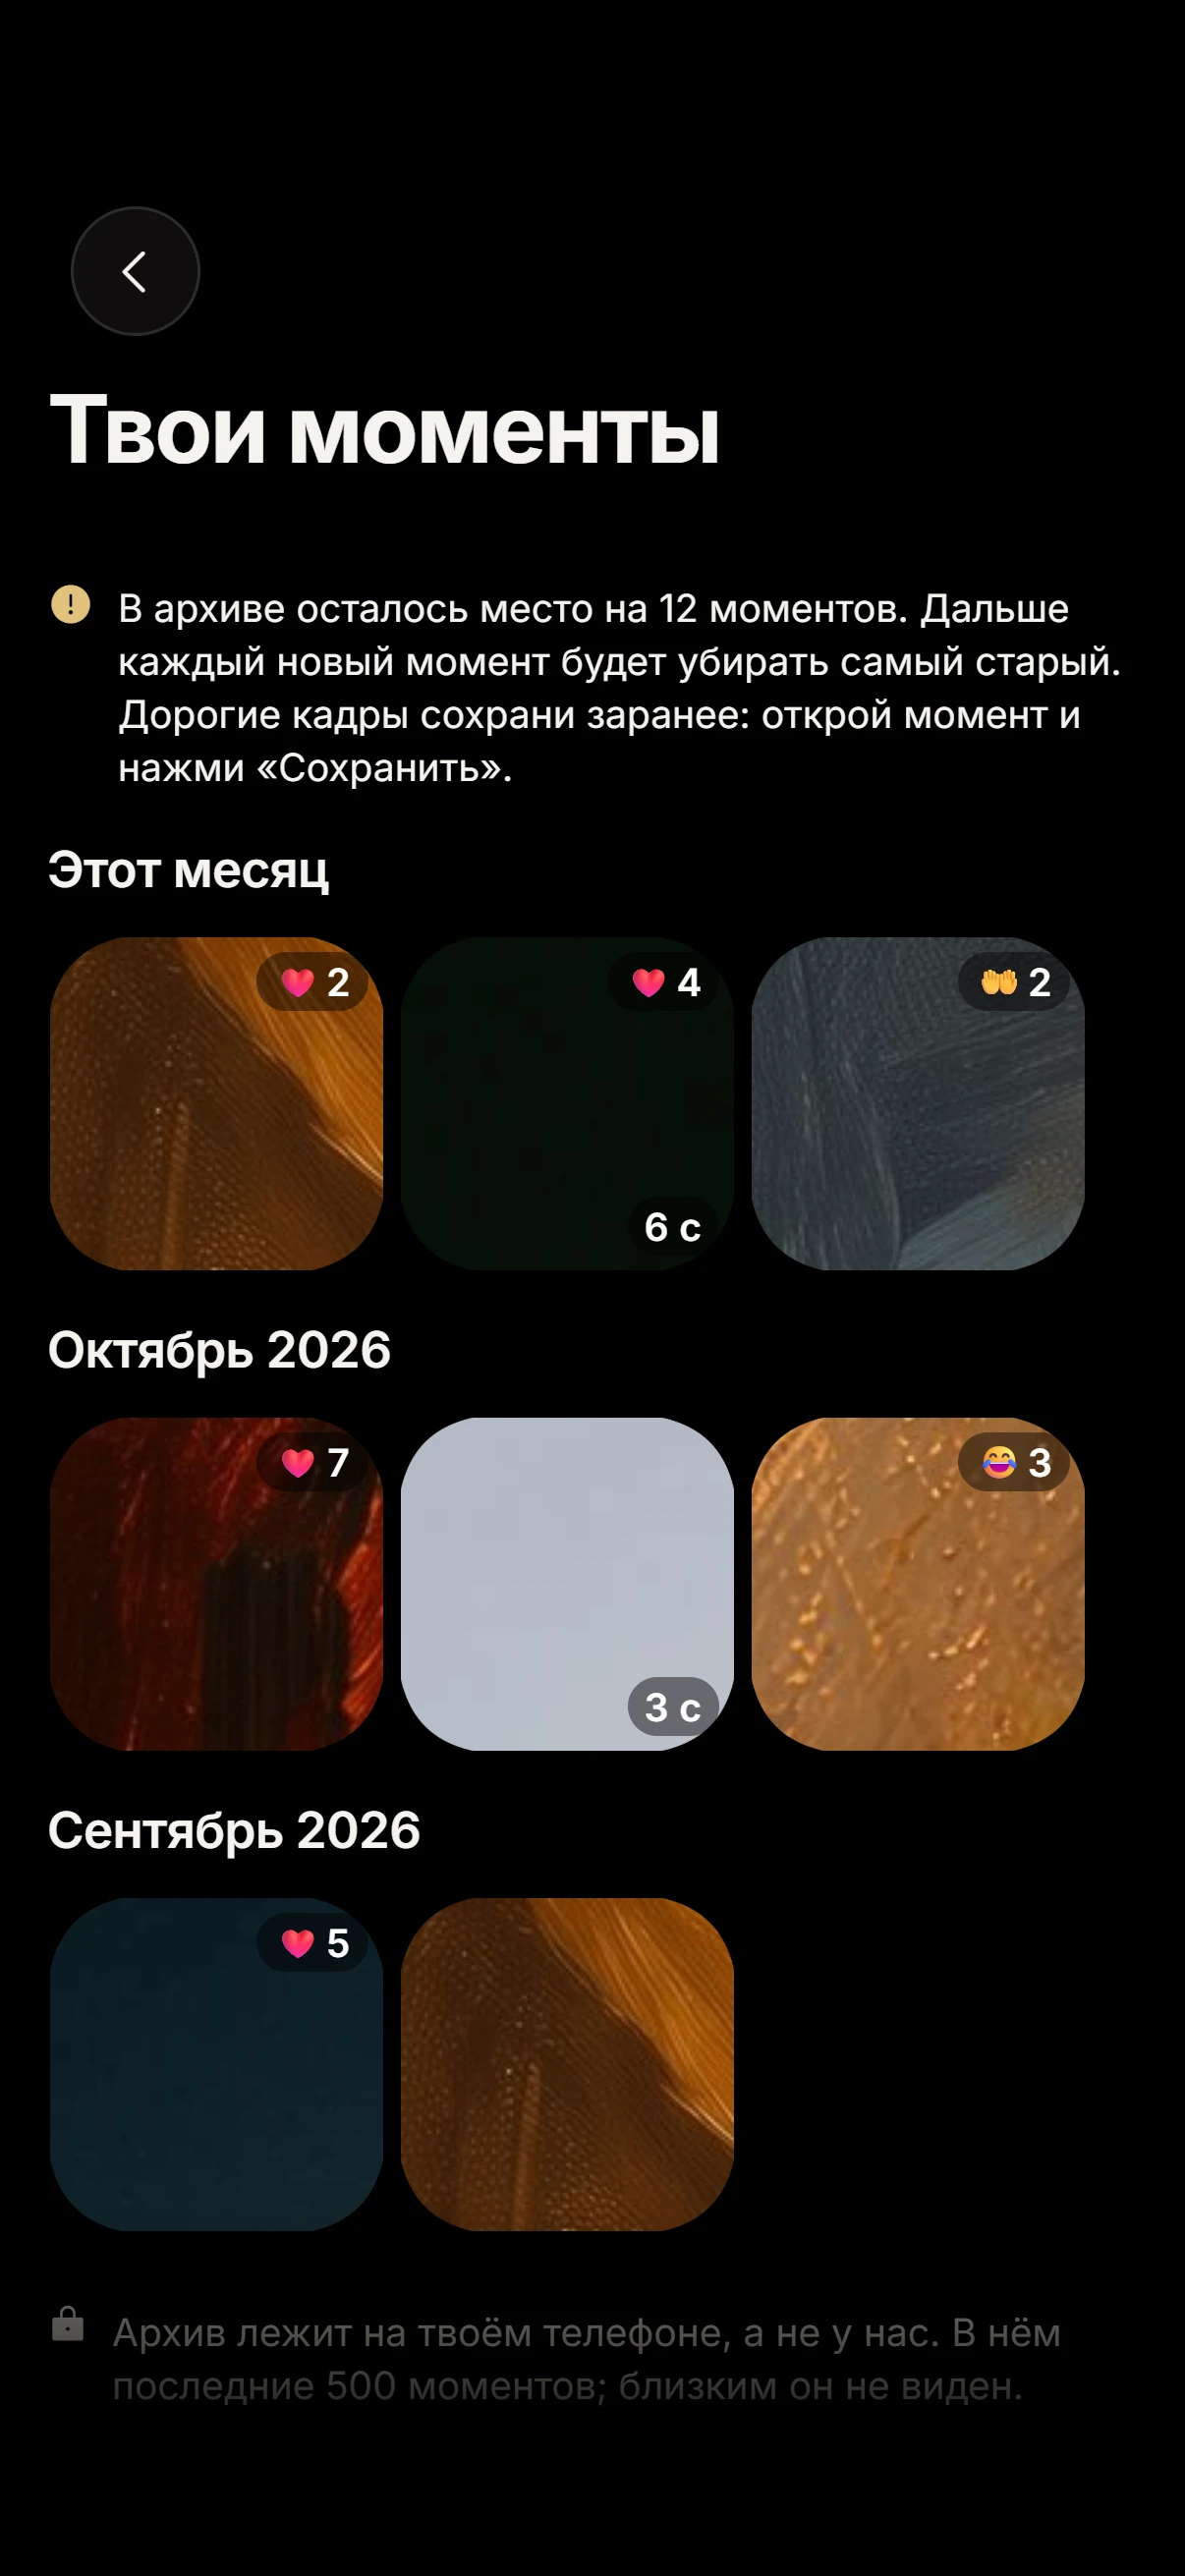 Твои моменты
В архиве осталось место на 12 моментов. Дальше
каждый новый момент будет убирать самый старый.
Дорогие кадры сохрани заранее: открой момент и
нажми «Сохранить».
Этот месяц
2
4
2
6 с
Октябрь 2026
7
3
3 с
Сентябрь 2026
5
Архив лежит на твоём телефоне, а не у нас. В нём
последние 500 моментов; близким он не виден.